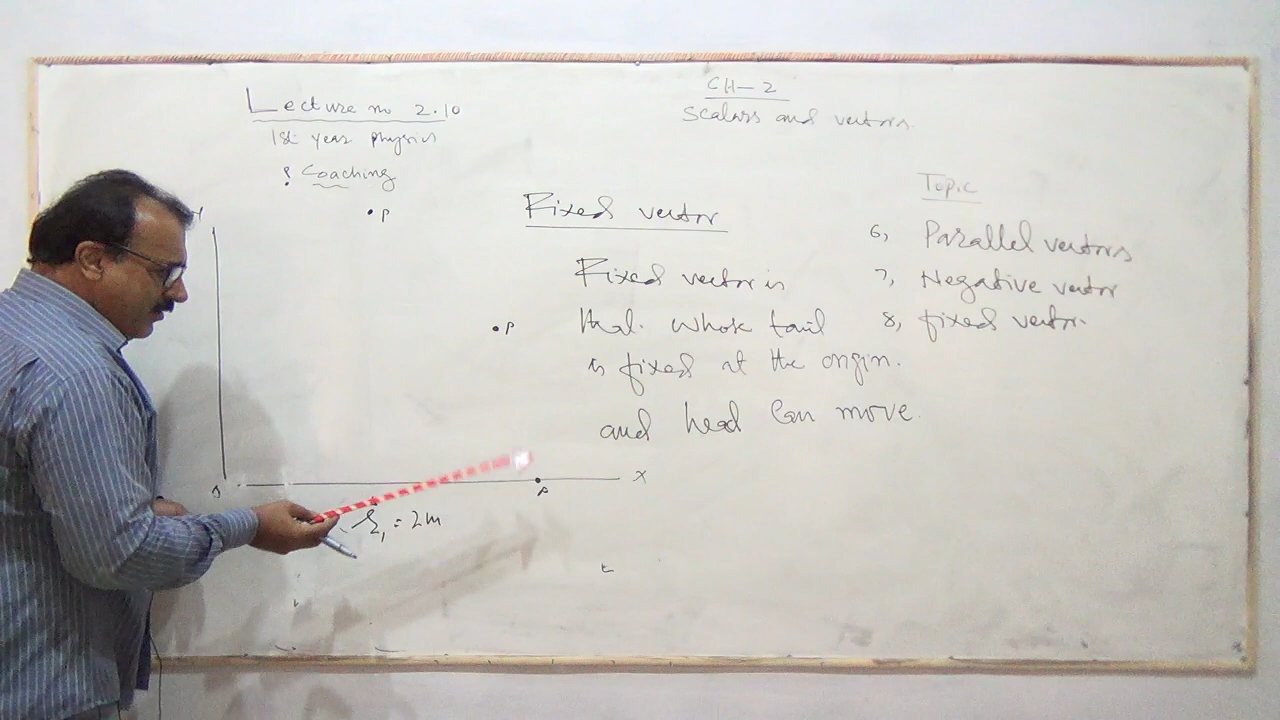 Lecture no 2.10
1st year physics
Coaching
CH-2
Scalars and vectors.
Topic
6, Parallel vectors
7, Negative vector
8, fixed vector.
Fixed vector
Fixed vector is
that. whose tail
is fixed at the origin.
and head can move.
P
P
O
P
X
r₁ = 2m
t